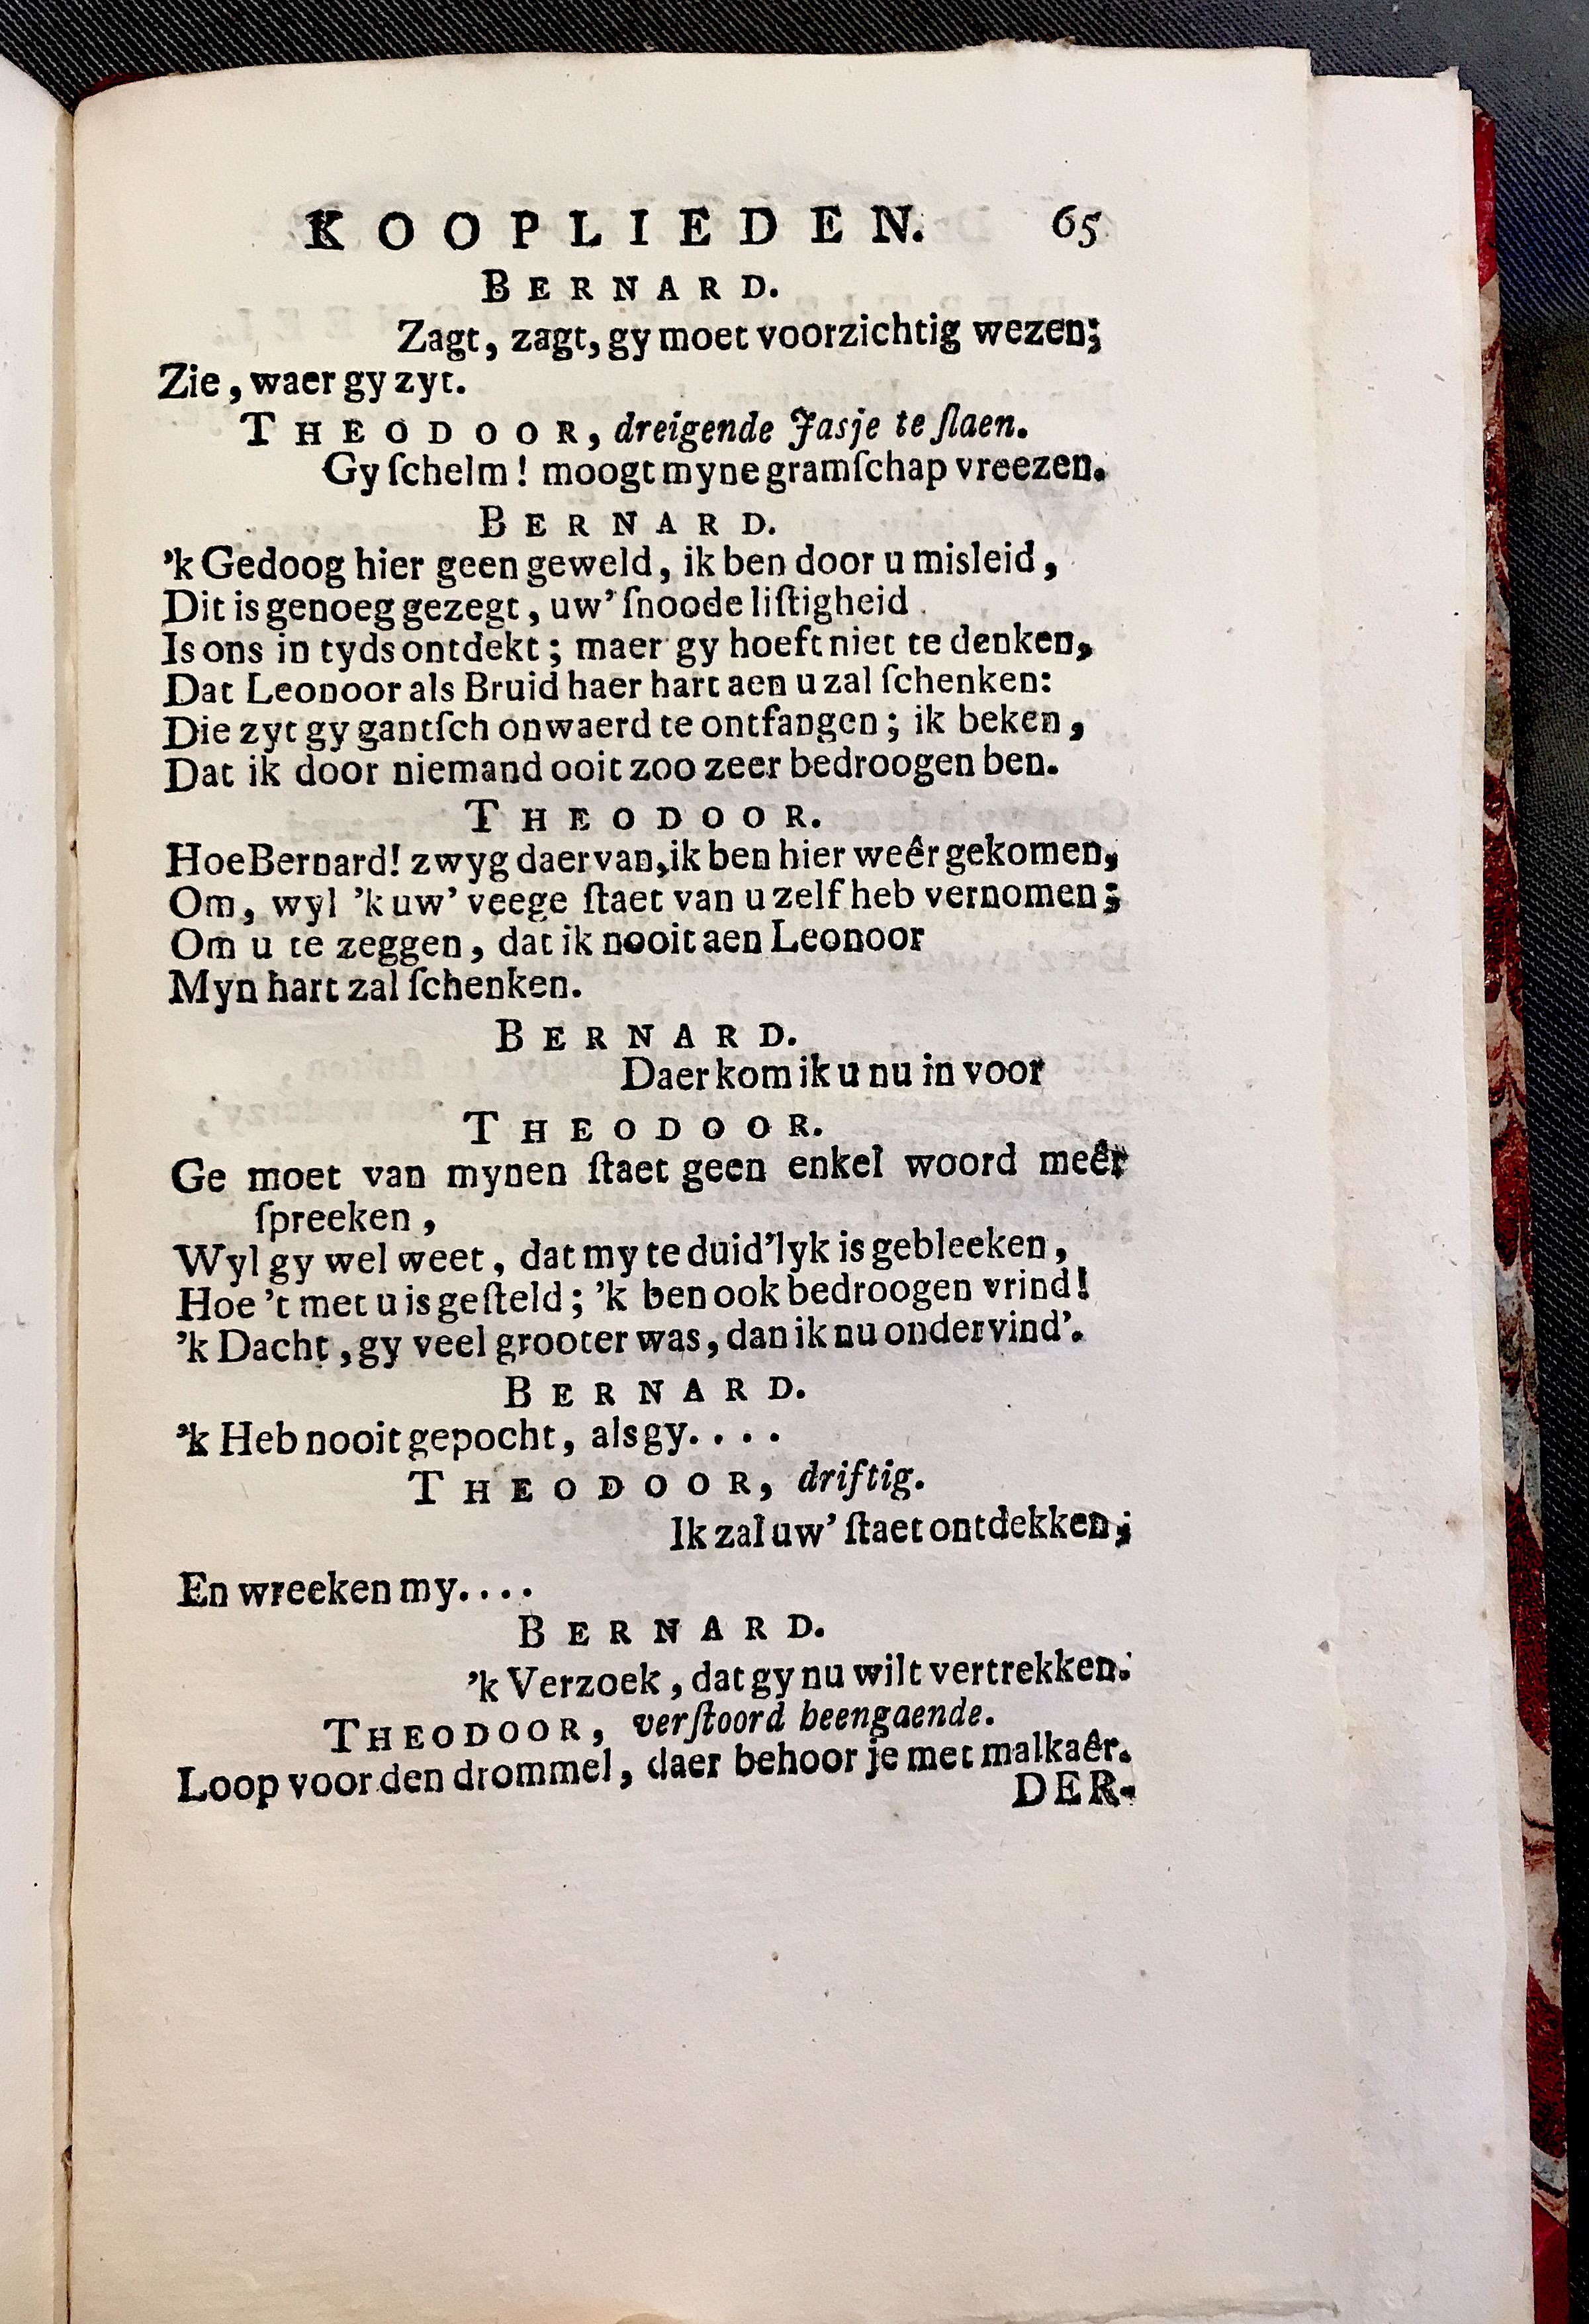 KOOPLIEDEN. 65
BERNARD.
Zagt, zagt, gy moet voorzichtig wezen;
Zie, waer gy zyt.
THEODOOR, dreigende Jasje te ſlaen.
Gy ſchelm! moogt myne gramſchap vreezen.
BERNARD.
'k Gedoog hier geen geweld, ik ben door u misleid,
Dit is genoeg gezegt, uw' ſnoode liſtigheid
Is ons in tyds ontdekt; maer gy hoeft niet te denken,
Dat Leonoor als Bruid haer hart aen u zal ſchenken:
Die zyt gy gantſch onwaerd te ontfangen; ik beken,
Dat ik door niemand ooit zoo zeer bedroogen ben.
THEODOOR.
Hoe Bernard! zwyg daer van, ik ben hier weêr gekomen,
Om, wyl 'k uw' veege ſtaet van u zelf heb vernomen;
Om u te zeggen, dat ik nooit aen Leonoor
Myn hart zal ſchenken.
BERNARD.
Daer kom ik u nu in voor
THEODOOR.
Ge moet van mynen ſtaet geen enkel woord meêr
ſpreeken,
Wyl gy wel weet, dat my te duid'lyk is gebleeken,
Hoe 't met u is geſteld; 'k ben ook bedroogen vrind!
'k Dacht, gy veel grooter was, dan ik nu ondervind'.
BERNARD.
'k Heb nooit gepocht, als gy....
THEODOOR, driftig.
Ik zal uw' ſtaet ontdekken;
En wreeken my....
BERNARD.
'k Verzoek, dat gy nu wilt vertrekken.
THEODOOR, verſtoord heengaende.
Loop voor den drommel, daer behoor je met malkaêr.
DER-